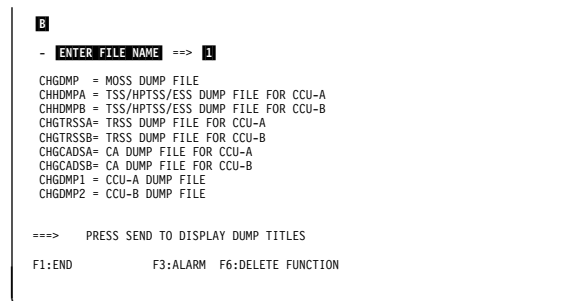 B
- ENTER FILE NAME ==> 1
CHGDMP = MOSS DUMP FILE
CHHDMPA = TSS/HPTSS/ESS DUMP FILE FOR CCU-A
CHHDMPB = TSS/HPTSS/ESS DUMP FILE FOR CCU-B
CHGTRSSA= TRSS DUMP FILE FOR CCU-A
CHGTRSSB= TRSS DUMP FILE FOR CCU-B
CHGCADSA= CA DUMP FILE FOR CCU-A
CHGCADSB= CA DUMP FILE FOR CCU-B
CHGDMP1 = CCU-A DUMP FILE
CHGDMP2 = CCU-B DUMP FILE
===> PRESS SEND TO DISPLAY DUMP TITLES
F1:END F3:ALARM F6:DELETE FUNCTION